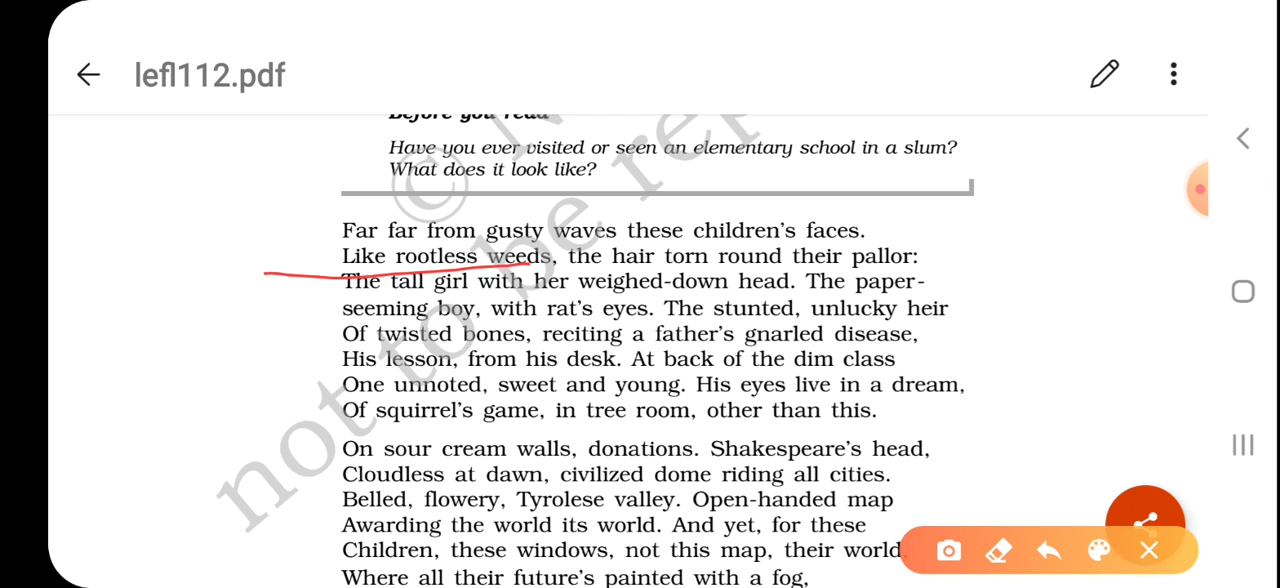 lefl112.pdf
Before you read
Have you ever visited or seen an elementary school in a slum?
What does it look like?
Far far from gusty waves these children's faces.
Like rootless weeds, the hair torn round their pallor:
The tall girl with her weighed-down head. The paper-
seeming boy, with rat's eyes. The stunted, unlucky heir
Of twisted bones, reciting a father's gnarled disease,
His lesson, from his desk. At back of the dim class
One unnoted, sweet and young. His eyes live in a dream,
Of squirrel's game, in tree room, other than this.
On sour cream walls, donations. Shakespeare's head,
Cloudless at dawn, civilized dome riding all cities.
Belled, flowery, Tyrolese valley. Open-handed map
Awarding the world its world. And yet, for these
Children, these windows, not this map, their world,
Where all their future's painted with a fog,
©
not to be rep